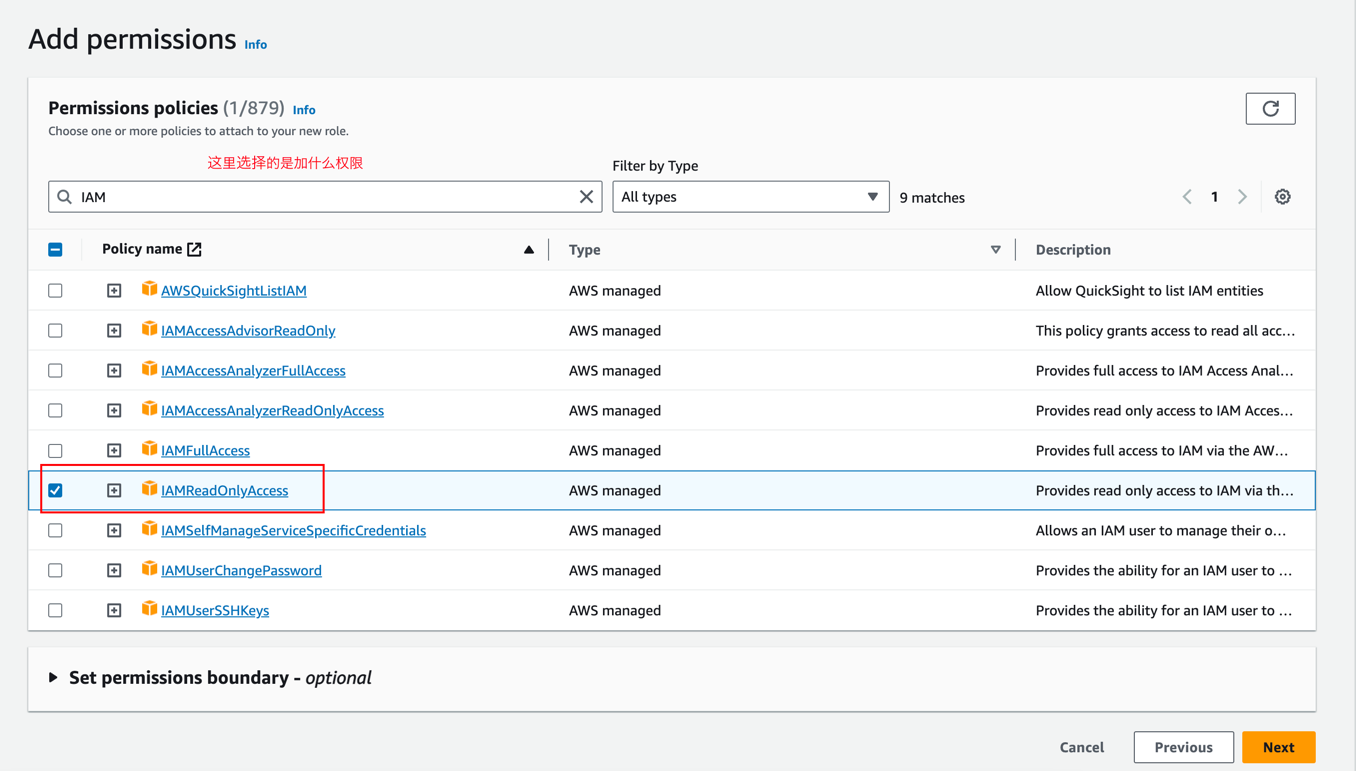 Add permissions Info
Permissions policies (1/879) Info
Choose one or more policies to attach to your new role.
这里选择的是加什么权限
Filter by Type
IAM
All types
9 matches
1
Policy name
Type
Description
AWSQuickSightListIAM AWS managed Allow QuickSight to list IAM entities
IAMAccessAdvisorReadOnly AWS managed This policy grants access to read all acc...
IAMAccessAnalyzerFullAccess AWS managed Provides full access to IAM Access Anal...
IAMAccessAnalyzerReadOnlyAccess AWS managed Provides read only access to IAM Acces...
IAMFullAccess AWS managed Provides full access to IAM via the AW...
IAMReadOnlyAccess AWS managed Provides read only access to IAM via th...
IAMSelfManageServiceSpecificCredentials AWS managed Allows an IAM user to manage their o...
IAMUserChangePassword AWS managed Provides the ability for an IAM user to ...
IAMUserSSHKeys AWS managed Provides the ability for an IAM user to ...
Set permissions boundary - optional
Cancel Previous Next